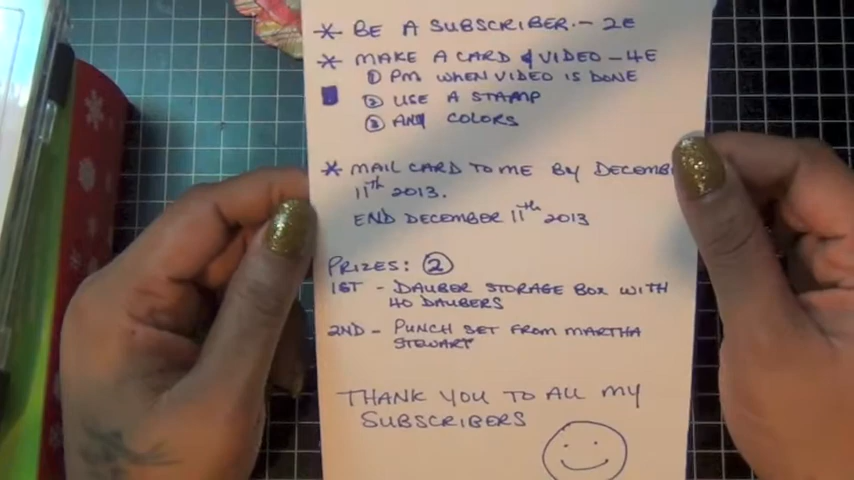 * BE A SUBSCRIBER. - 2E
* MAKE A CARD & VIDEO - 4E
① PM WHEN VIDEO IS DONE
② USE A STAMP
③ ANY COLORS
* MAIL CARD TO ME BY DECEMB
11th 2013.
END DECEMBER 11th 2013
PRIZES: ②
1ST - DAUBER STORAGE BOX WITH
40 DAUBERS
2ND - PUNCH SET FROM MARTHA
STEWART
THANK YOU TO ALL MY
SUBSCRIBERS